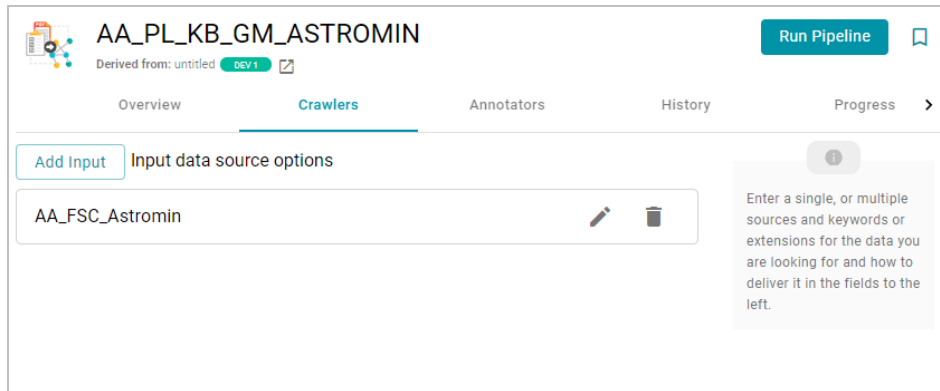 AA_PL_KB_GM_ASTROMIN
Run Pipeline
Derived from: untitled DEV 1
Overview Crawlers Annotators History Progress
Add Input Input data source options
AA_FSC_Astromin
Enter a single, or multiple
sources and keywords or
extensions for the data you
are looking for and how to
deliver it in the fields to the
left.